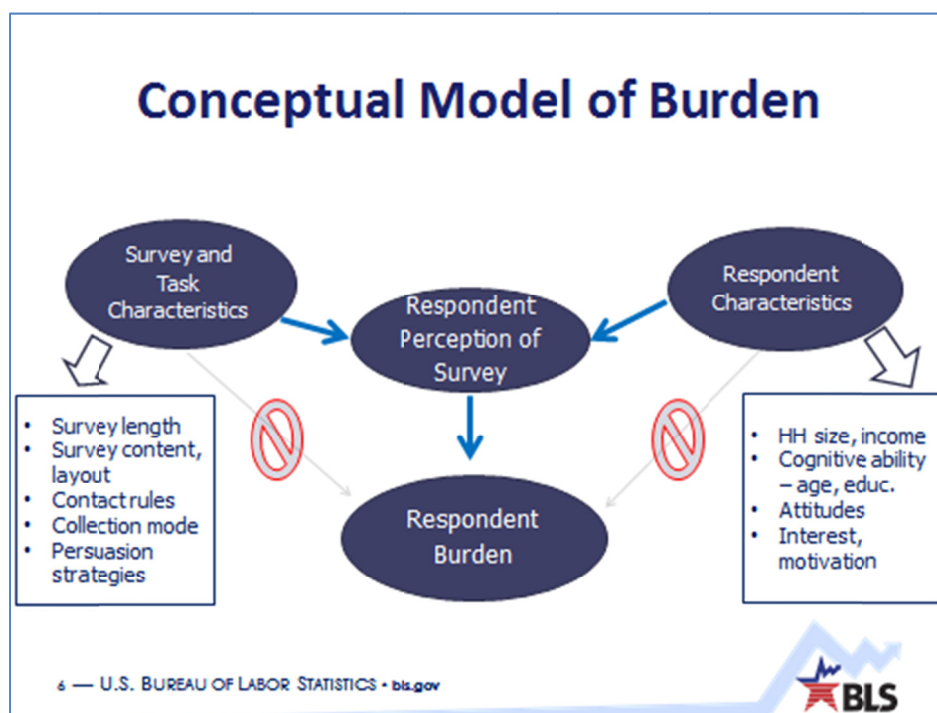 Conceptual Model of Burden
Survey and
Task
Characteristics
Respondent
Perception of
Survey
Respondent
Characteristics
• Survey length
• Survey content,
layout
• Contact rules
• Collection mode
• Persuasion
strategies
Respondent
Burden
• HH size, income
• Cognitive ability
– age, educ.
• Attitudes
• Interest,
motivation
6 — U.S. BUREAU OF LABOR STATISTICS • bls.gov
BLS